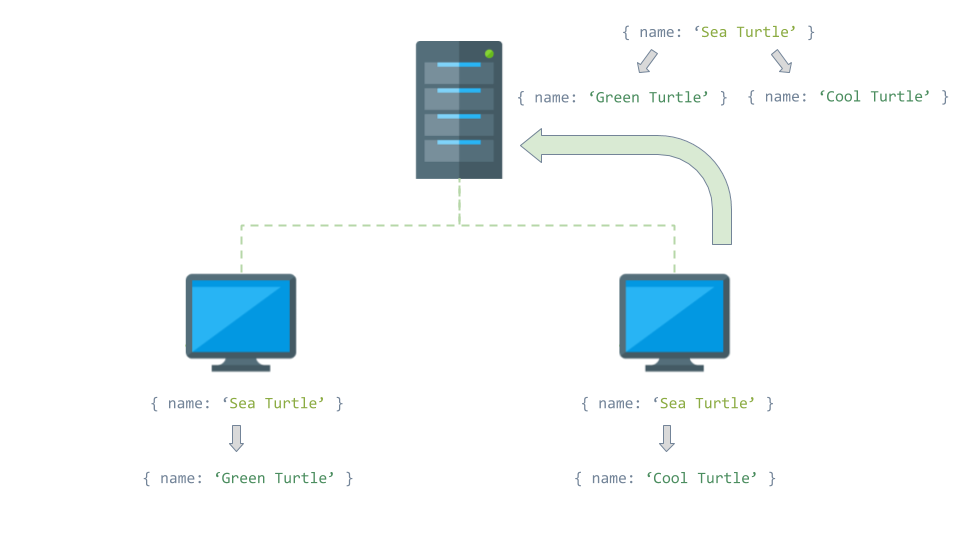 { name: ‘Sea Turtle’ }
{ name: ‘Green Turtle’ } { name: ‘Cool Turtle’ }
{ name: ‘Sea Turtle’ } { name: ‘Sea Turtle’ }
{ name: ‘Green Turtle’ } { name: ‘Cool Turtle’ }